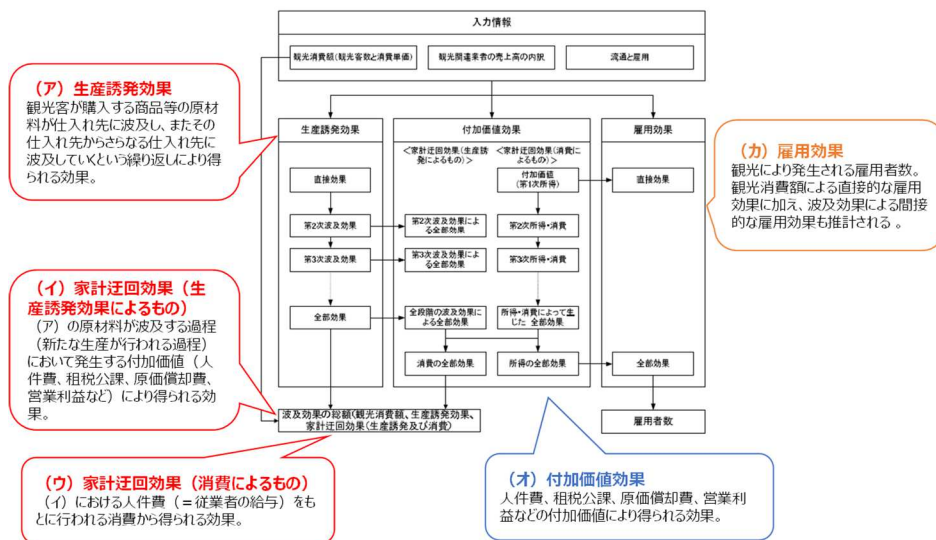 入力情報
観光消費額(観光客数と消費単価)
観光関連業者の売上高の内訳
流通と雇用
(ア)生産誘発効果
観光客が購入する商品等の原材
料が仕入れ先に波及し、またその
仕入れ先からさらなる仕入れ先に
波及していくという繰り返しにより得
られる効果。
生産誘発効果
直接効果
第2次波及効果
第3次波及効果
全部効果
付加価値効果
<家計迂回効果(生産誘
発によるもの)>
<家計迂回効果(消費に
よるもの)>
付加価値
(第1次所得)
第2次波及効果によ
る全部効果
第2次所得・消費
第3次波及効果によ
る全部効果
第3次所得・消費
全段階の波及効果
による全部効果
所得・消費によって生
じた 全部効果
消費の全部効果
所得の全部効果
雇用効果
直接効果
全部効果
雇用者数
(カ)雇用効果
観光により発生される雇用者数。
観光消費額による直接的な雇用
効果に加え、波及効果による間接
的な雇用効果も推計される 。
(イ)家計迂回効果(生
産誘発効果によるもの)
(ア)の原材料が波及する過程
(新たな生産が行われる過程)
において発生する付加価値(人
件費、租税公課、原価償却費、
営業利益など)により得られる効
果。
波及効果の総額(観光消費額、生産誘発効果、
家計迂回効果(生産誘発及び消費)
(ウ)家計迂回効果(消費によるもの)
(イ)における人件費(=従業者の給与)をも
とに行われる消費から得られる効果。
(オ)付加価値効果
人件費、租税公課、原価償却費、営業利
益などの付加価値により得られる効果。